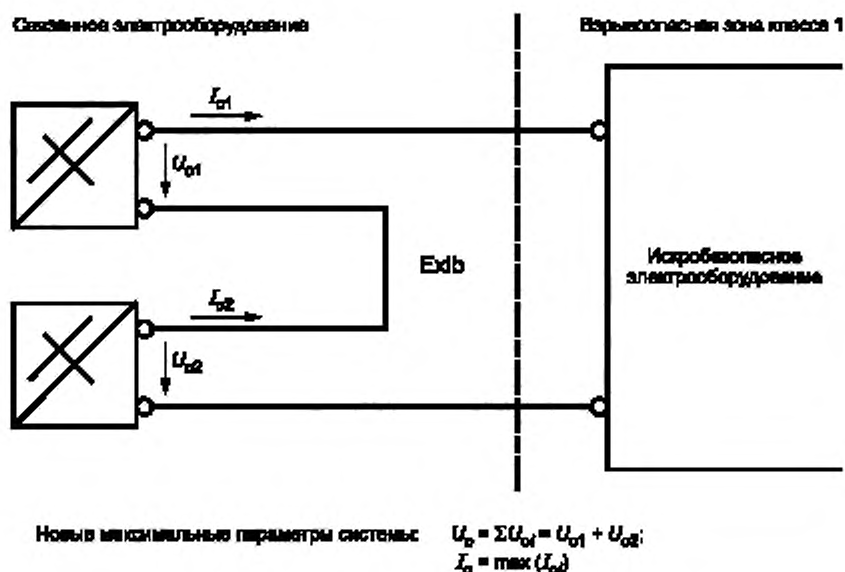 Связанное электрооборудование
Взрывоопасная зона класса 1
I_o1
U_o1
ExIb
I_o2
U_o2
Искробезопасное
электрооборудование
Новые максимальные параметры системы: U_o = ΣU_oi = U_o1 + U_o2;
I_o = max (I_oi)